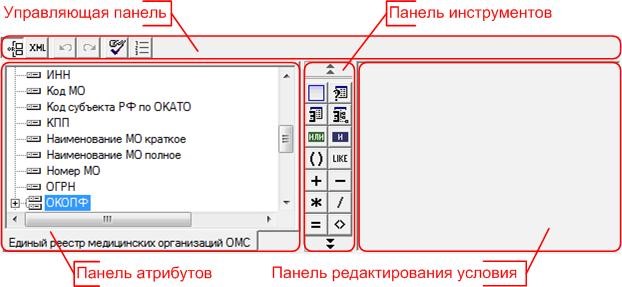 Управляющая панель
Панель инструментов
XML
ИНН
Код МО
Код субъекта РФ по ОКАТО
КПП
Наименование МО краткое
Наименование МО полное
Номер МО
ОГРН
ОКОПФ
Единый реестр медицинских организаций ОМС
?
ИЛИ И
( ) LIKE
+ −
* /
= <>
Панель атрибутов
Панель редактирования условия